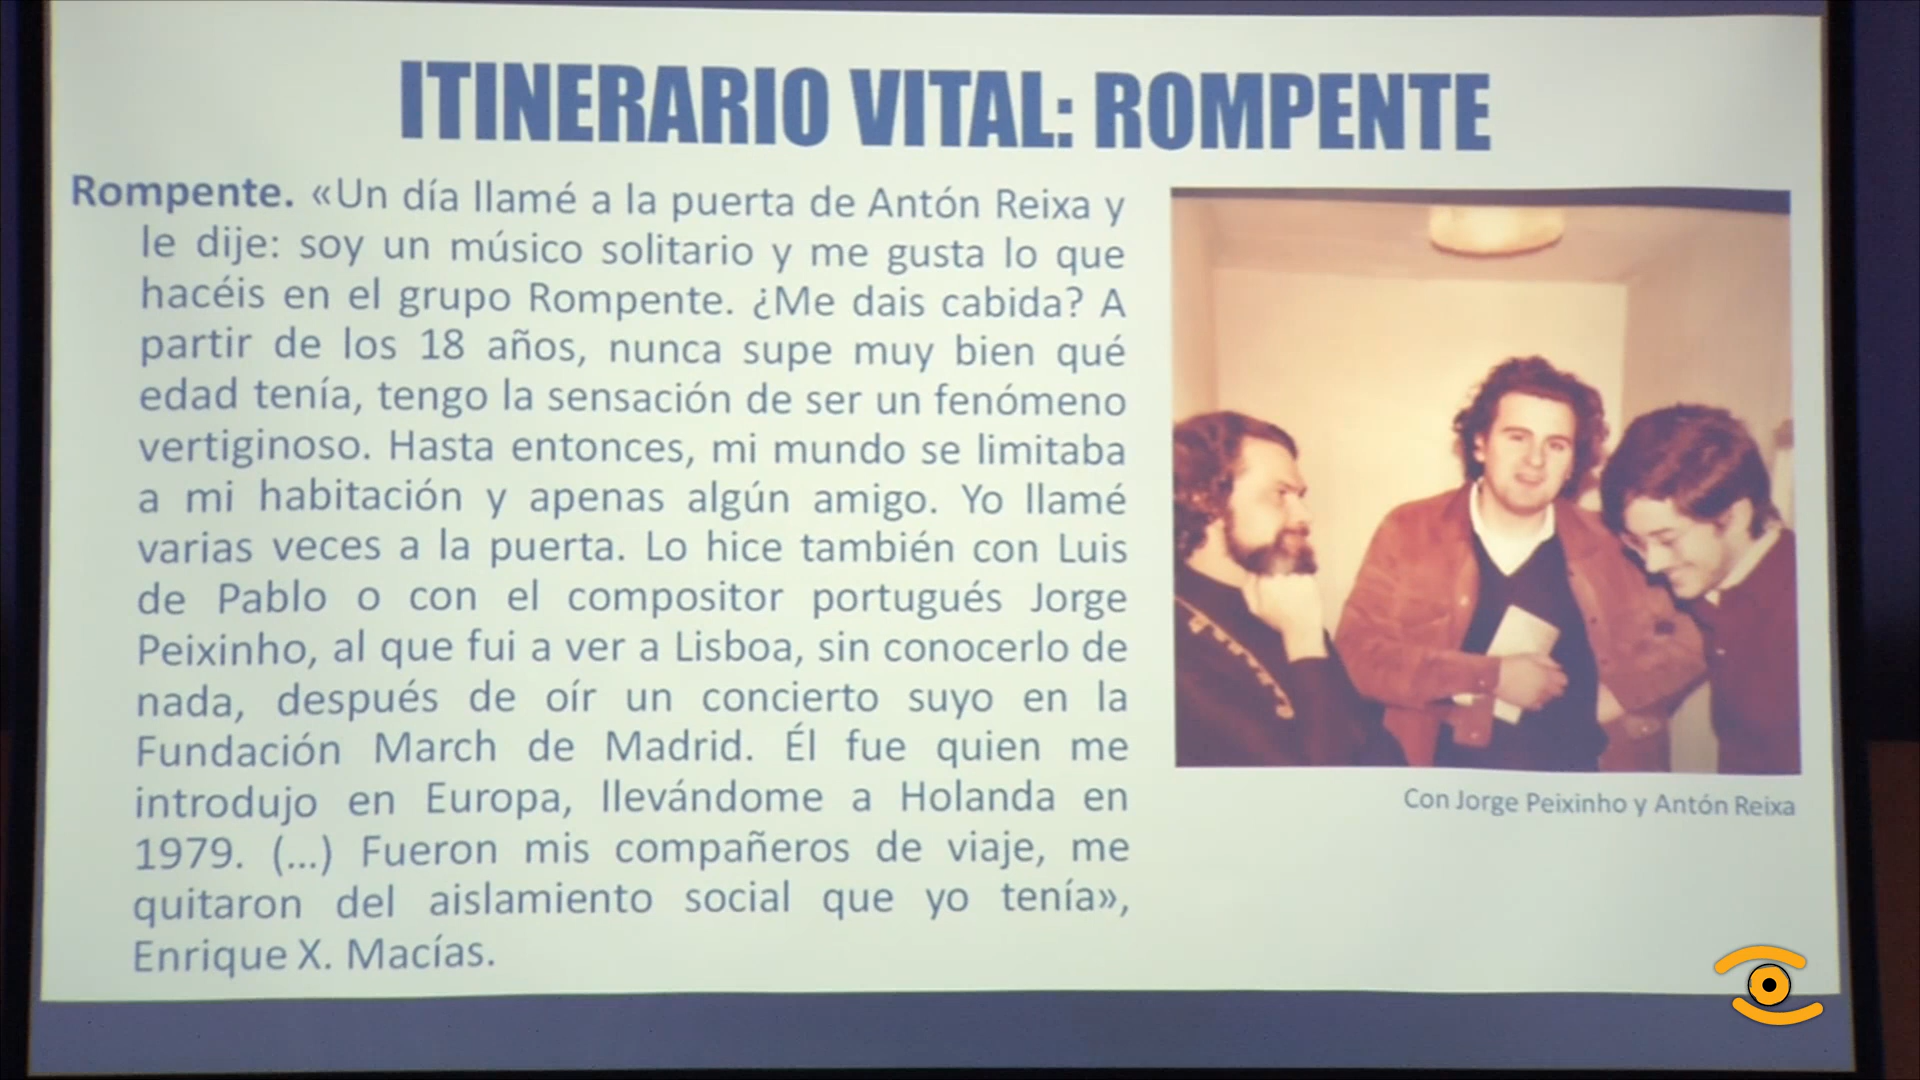 ITINERARIO VITAL: ROMPENTE
Rompente. «Un día llamé a la puerta de Antón Reixa y
le dije: soy un músico solitario y me gusta lo que
hacéis en el grupo Rompente. ¿Me dais cabida? A
partir de los 18 años, nunca supe muy bien qué
edad tenía, tengo la sensación de ser un fenómeno
vertiginoso. Hasta entonces, mi mundo se limitaba
a mi habitación y apenas algún amigo. Yo llamé
varias veces a la puerta. Lo hice también con Luis
de Pablo o con el compositor portugués Jorge
Peixinho, al que fui a ver a Lisboa, sin conocerlo de
nada, después de oír un concierto suyo en la
Fundación March de Madrid. Él fue quien me
introdujo en Europa, llevándome a Holanda en
1979. (...) Fueron mis compañeros de viaje, me
quitaron del aislamiento social que yo tenía»,
Enrique X. Macías.
Con Jorge Peixinho y Antón Reixa